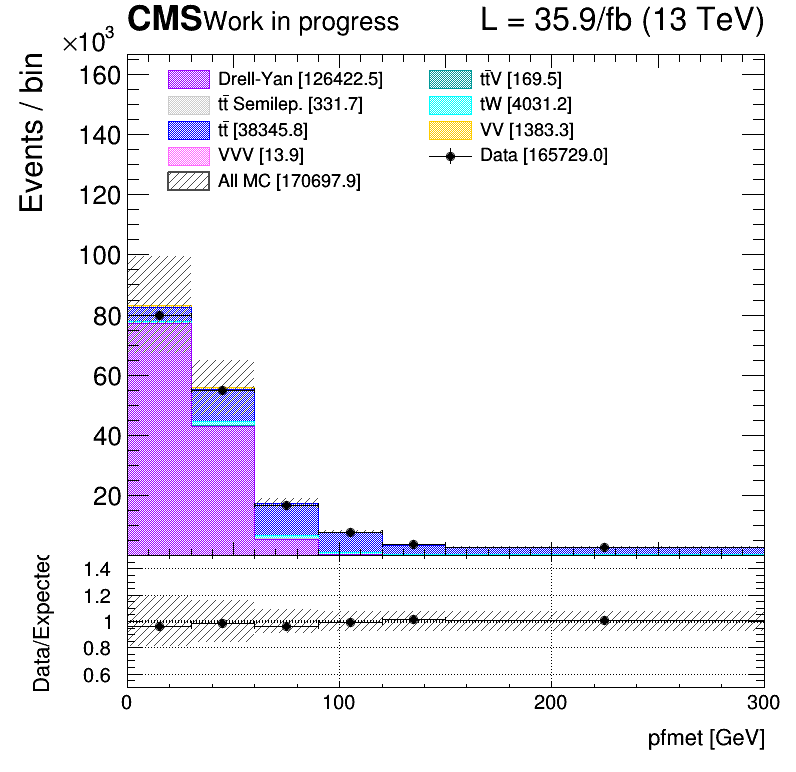 CMS Work in progress L = 35.9/fb (13 TeV)
×10³
Events / bin
160
140
120
100
80
60
40
20
Drell-Yan [126422.5]
tt̄ Semilep. [331.7]
tt̄ [38345.8]
VVV [13.9]
All MC [170697.9]
tt̄V [169.5]
tW [4031.2]
VV [1383.3]
Data [165729.0]
Data/Expected
1.4
1.2
1
0.8
0.6
0 100 200 300
pfmet [GeV]